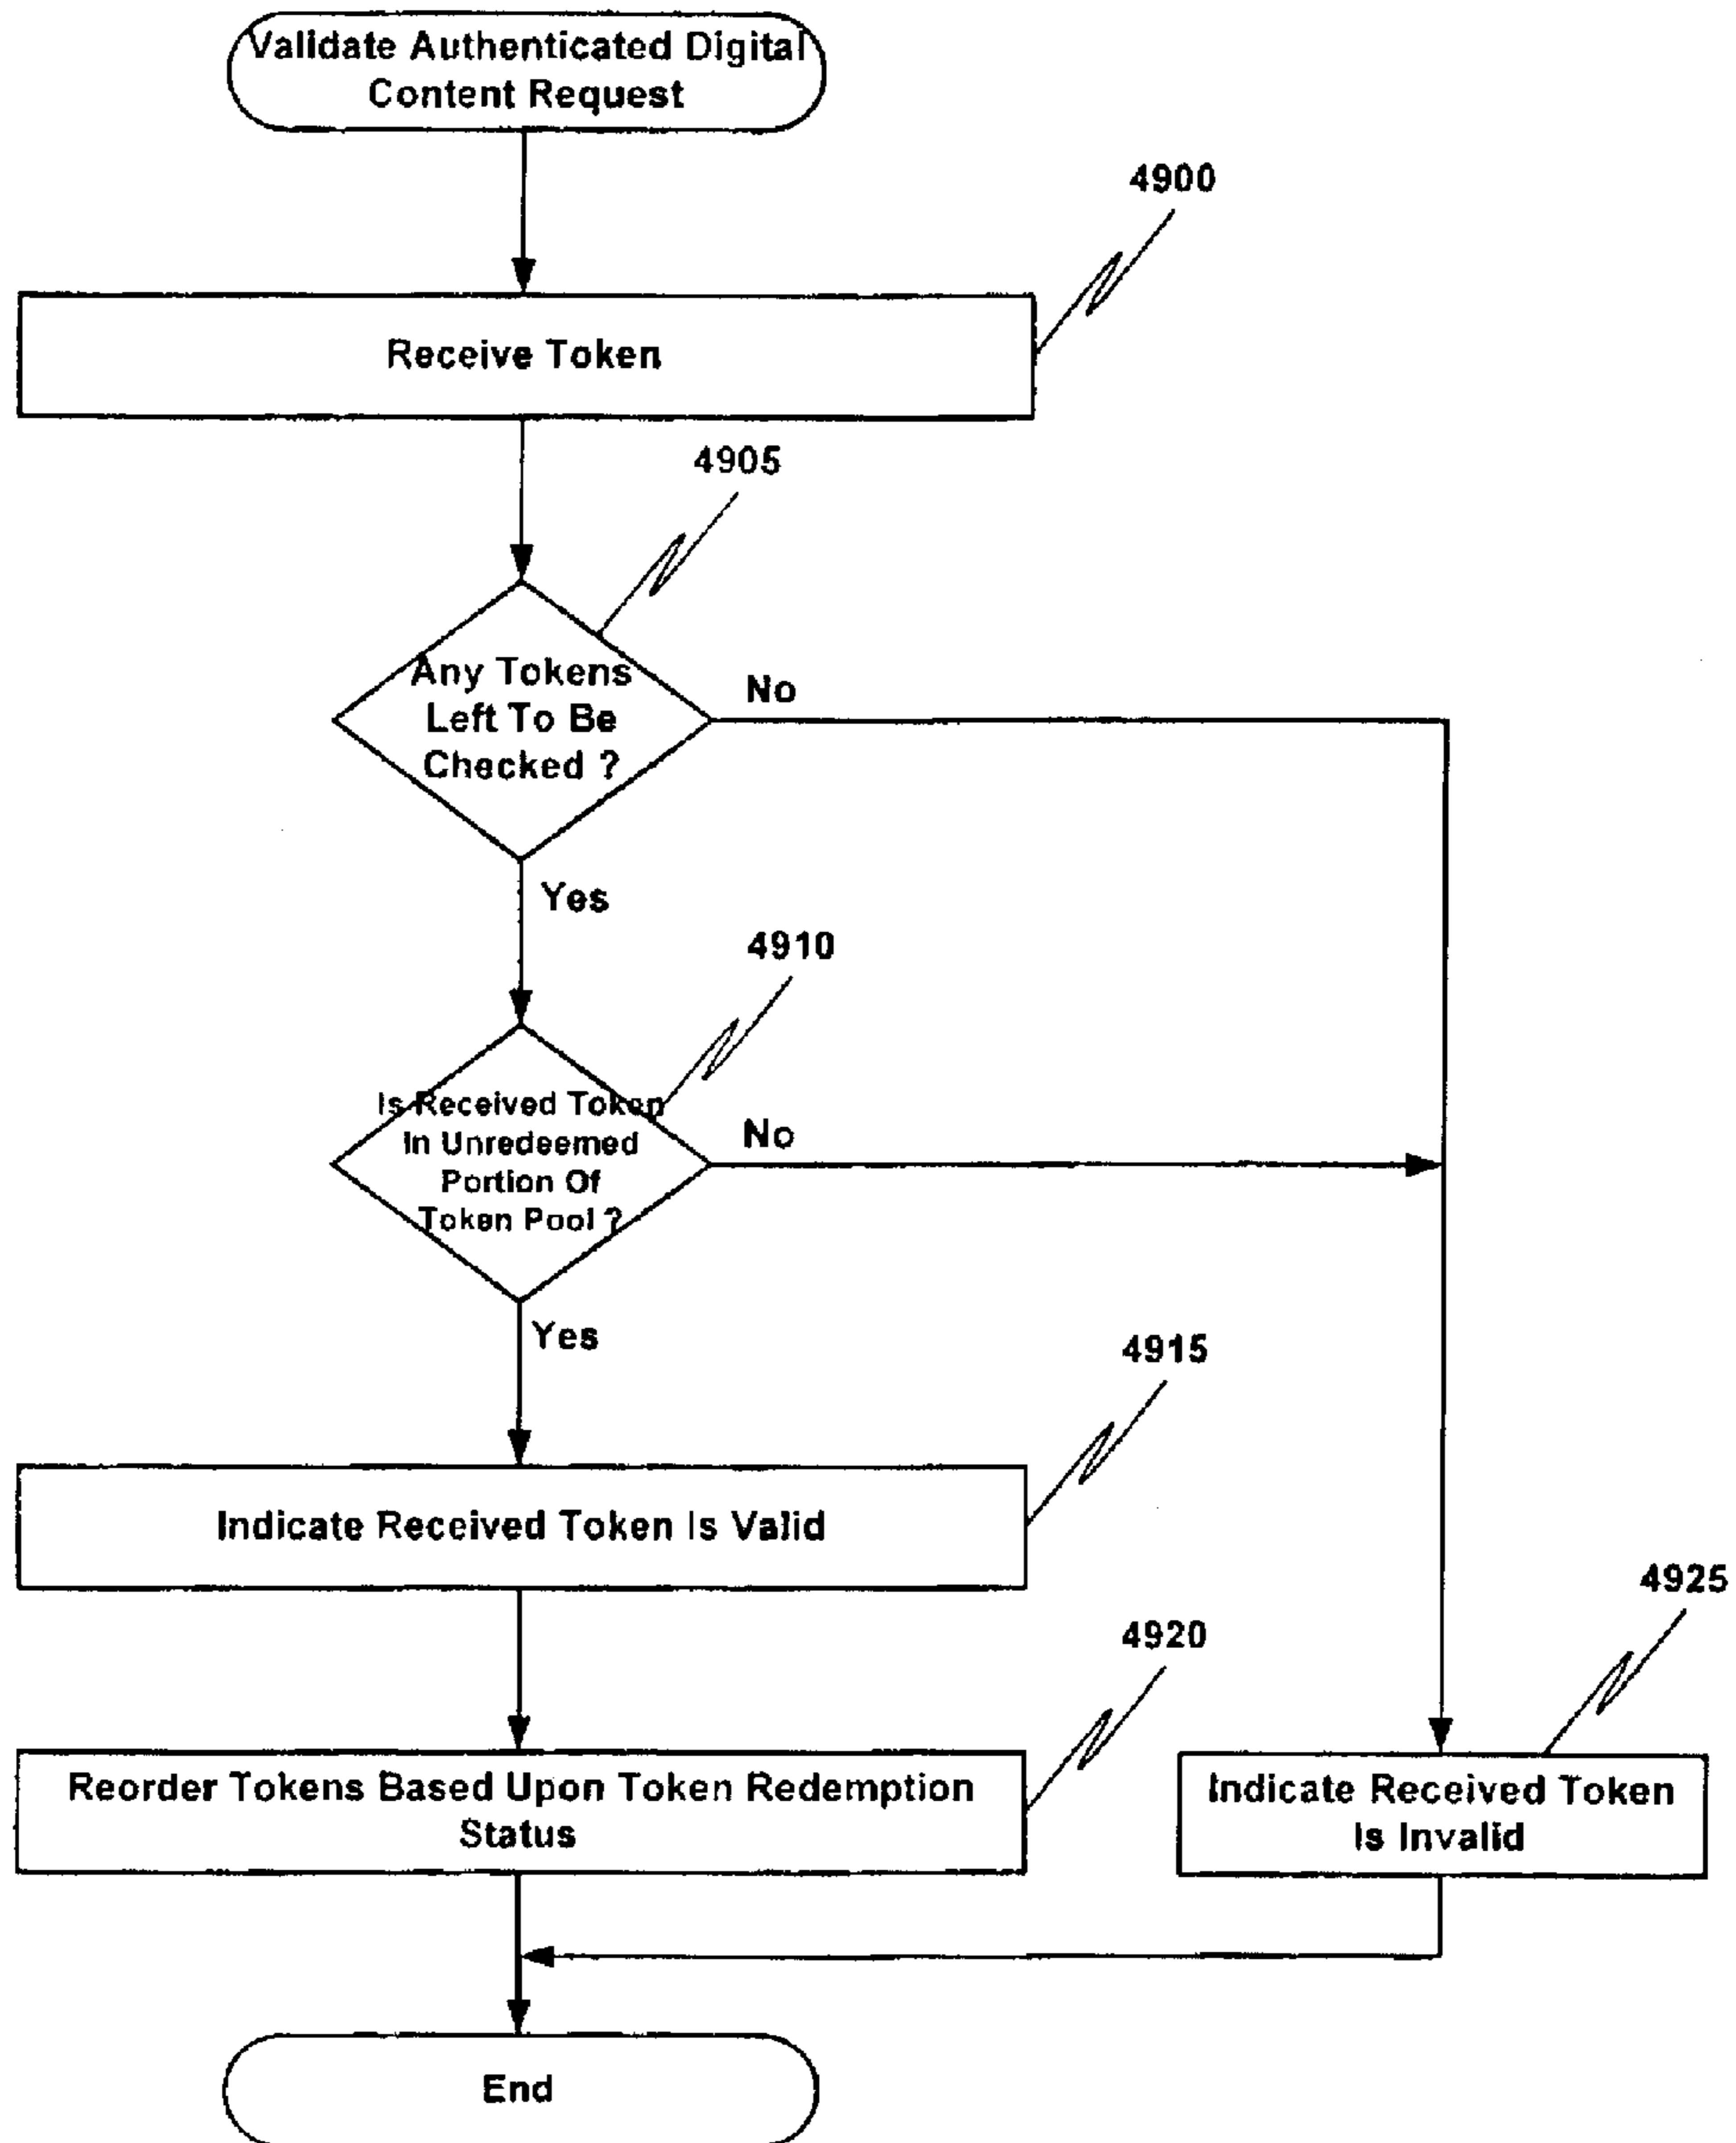 Validate Authenticated Digital
Content Request
4900
Receive Token
4905
Any Tokens
Left To Be
Checked ?
No
Yes
4910
Is Received Token
In Unredeemed
Portion Of
Token Pool ?
No
Yes
4915
Indicate Received Token Is Valid
4925
4920
Reorder Tokens Based Upon Token Redemption
Status
Indicate Received Token
Is Invalid
End